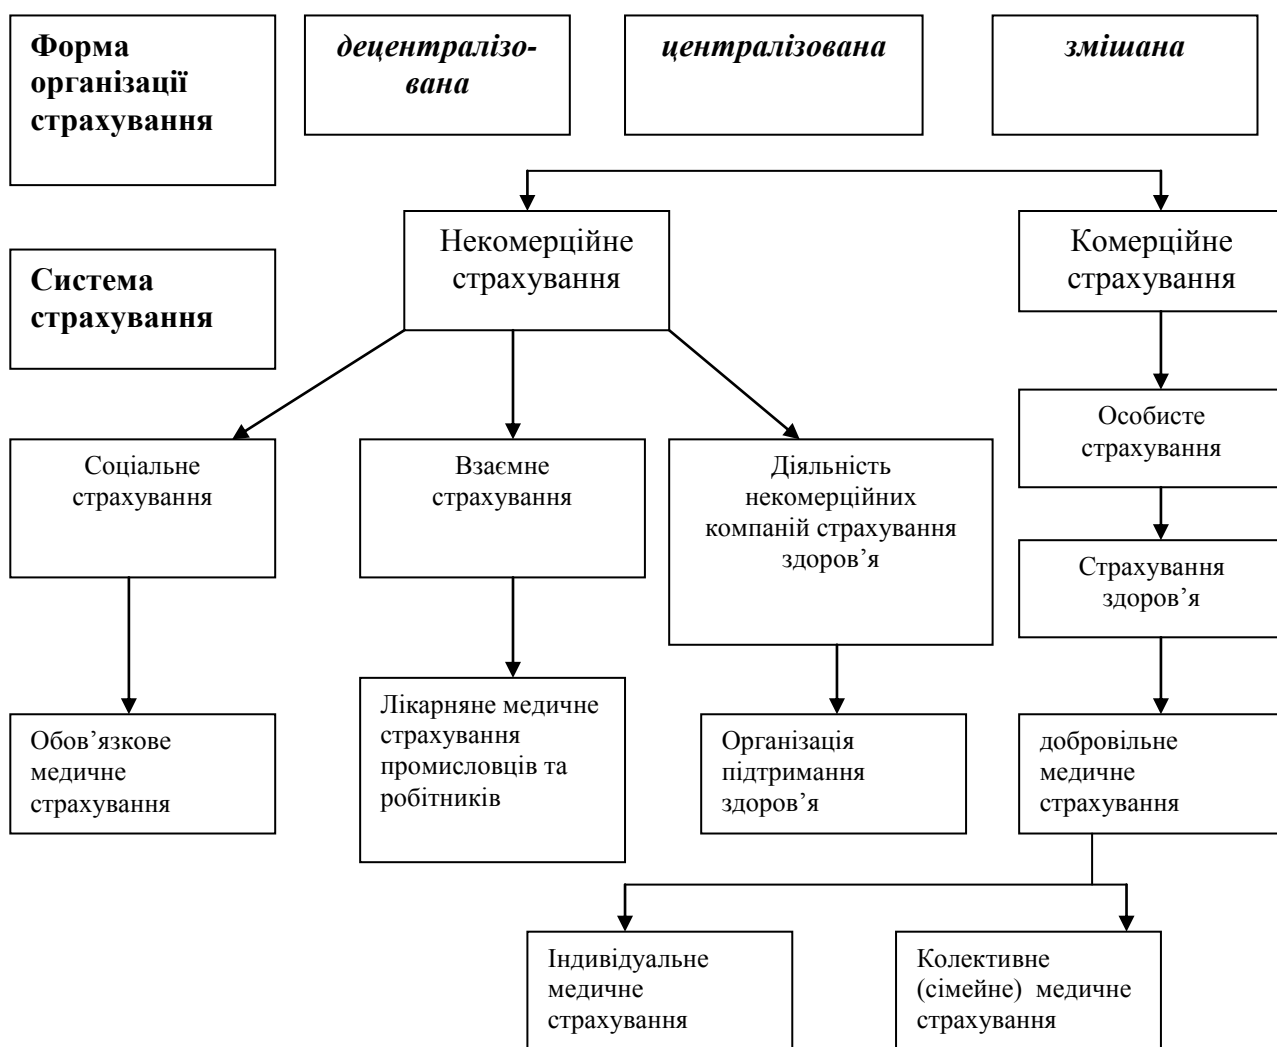 Форма
організації
страхування
децентралізо-
вана
централізована
змішана
Некомерційне
страхування
Комерційне
страхування
Система
страхування
Особисте
страхування
Соціальне
страхування
Взаємне
страхування
Діяльність
некомерційних
компаній страхування
здоров’я
Страхування
здоров’я
Обов’язкове
медичне
страхування
Лікарняне медичне
страхування
промисловців та
робітників
Організація
підтримання
здоров’я
добровільне
медичне
страхування
Індивідуальне
медичне
страхування
Колективне
(сімейне) медичне
страхування